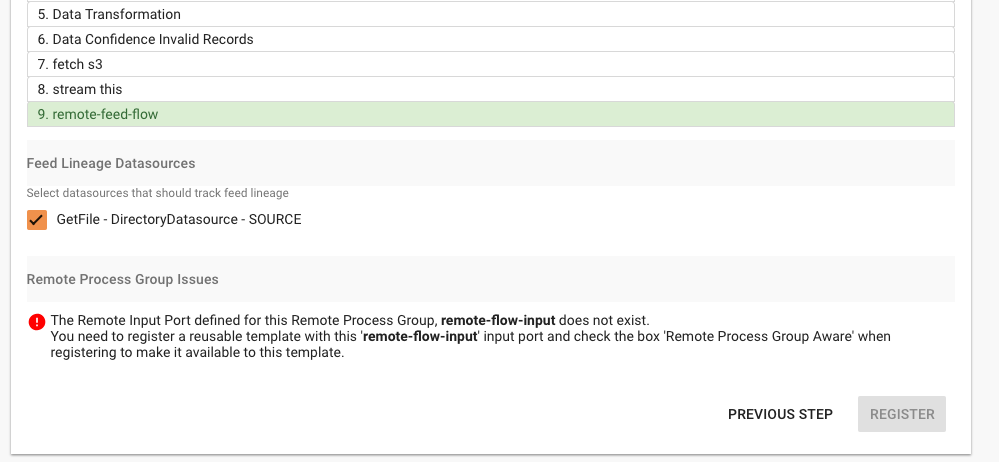 5. Data Transformation
6. Data Confidence Invalid Records
7. fetch s3
8. stream this
9. remote-feed-flow
Feed Lineage Datasources
Select datasources that should track feed lineage
GetFile - DirectoryDatasource - SOURCE
Remote Process Group Issues
The Remote Input Port defined for this Remote Process Group, remote-flow-input does not exist.
You need to register a reusable template with this 'remote-flow-input' input port and check the box 'Remote Process Group Aware' when
registering to make it available to this template.
PREVIOUS STEP REGISTER